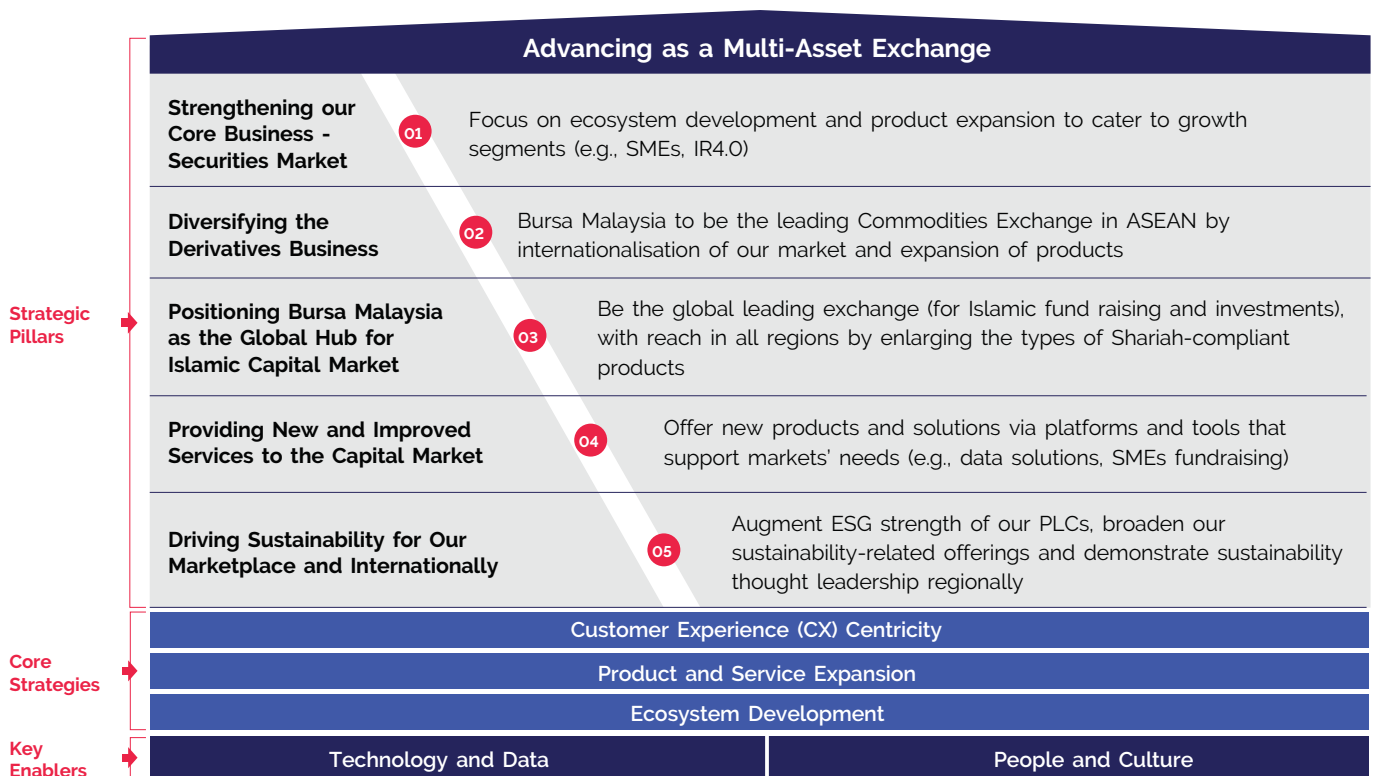 Advancing as a Multi-Asset Exchange
Strategic
Pillars
Strengthening our
Core Business -
Securities Market
01
Focus on ecosystem development and product expansion to cater to growth
segments (e.g., SMEs, IR4.0)
Diversifying the
Derivatives Business
02
Bursa Malaysia to be the leading Commodities Exchange in ASEAN by
internationalisation of our market and expansion of products
Positioning Bursa Malaysia
as the Global Hub for
Islamic Capital Market
03
Be the global leading exchange (for Islamic fund raising and investments),
with reach in all regions by enlarging the types of Shariah-compliant
products
Providing New and Improved
Services to the Capital Market
04
Offer new products and solutions via platforms and tools that
support markets’ needs (e.g., data solutions, SMEs fundraising)
Driving Sustainability for Our
Marketplace and Internationally
05
Augment ESG strength of our PLCs, broaden our
sustainability-related offerings and demonstrate sustainability
thought leadership regionally
Core
Strategies
Customer Experience (CX) Centricity
Product and Service Expansion
Ecosystem Development
Key
Enablers
Technology and Data
People and Culture